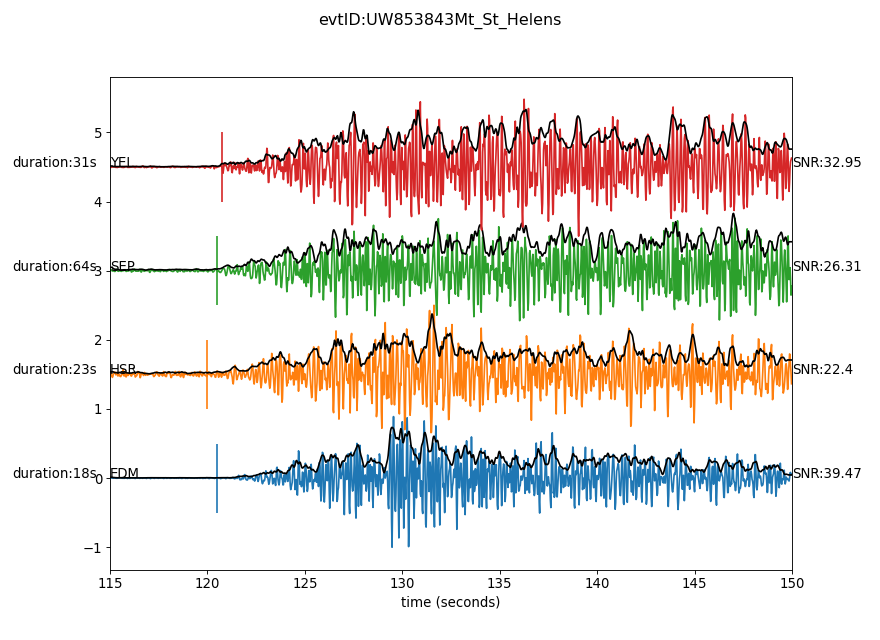 evtID:UW853843Mt_St_Helens
5
duration:31s YEL SNR:32.95
4
duration:64s 3 SEP SNR:26.31
2
duration:23s HSR SNR:22.4
1
duration:18s 0 EDM SNR:39.47
−1
115 120 125 130 135 140 145 150
time (seconds)